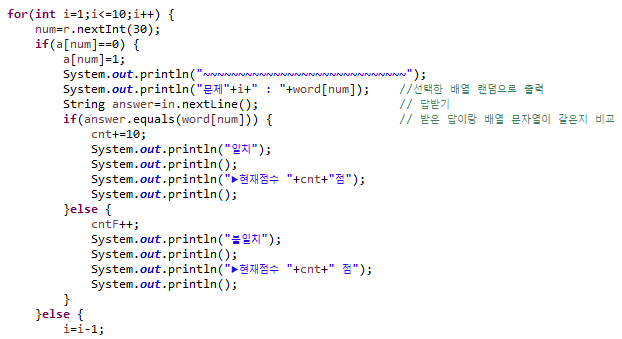 for(int i=1;i<=10;i++) {
    num=r.nextInt(30);
    if(a[num]==0) {
        a[num]=1;
        System.out.println("~~~~~~~~~~~~~~~~~~~~~~~~~~~~~");
        System.out.println("문제"+i+" : "+word[num]);    //선택한 배열 랜덤으로 출력
        String answer=in.nextLine();                    // 답받기
        if(answer.equals(word[num])) {                  // 받은 답이랑 배열 문자열이 같은지 비교
            cnt+=10;
            System.out.println("일치");
            System.out.println();
            System.out.println("▶현재점수 "+cnt+"점");
            System.out.println();
        }else {
            cntF++;
            System.out.println("불일치");
            System.out.println();
            System.out.println("▶현재점수 "+cnt+" 점");
            System.out.println();
        }
    }else {
        i=i-1;